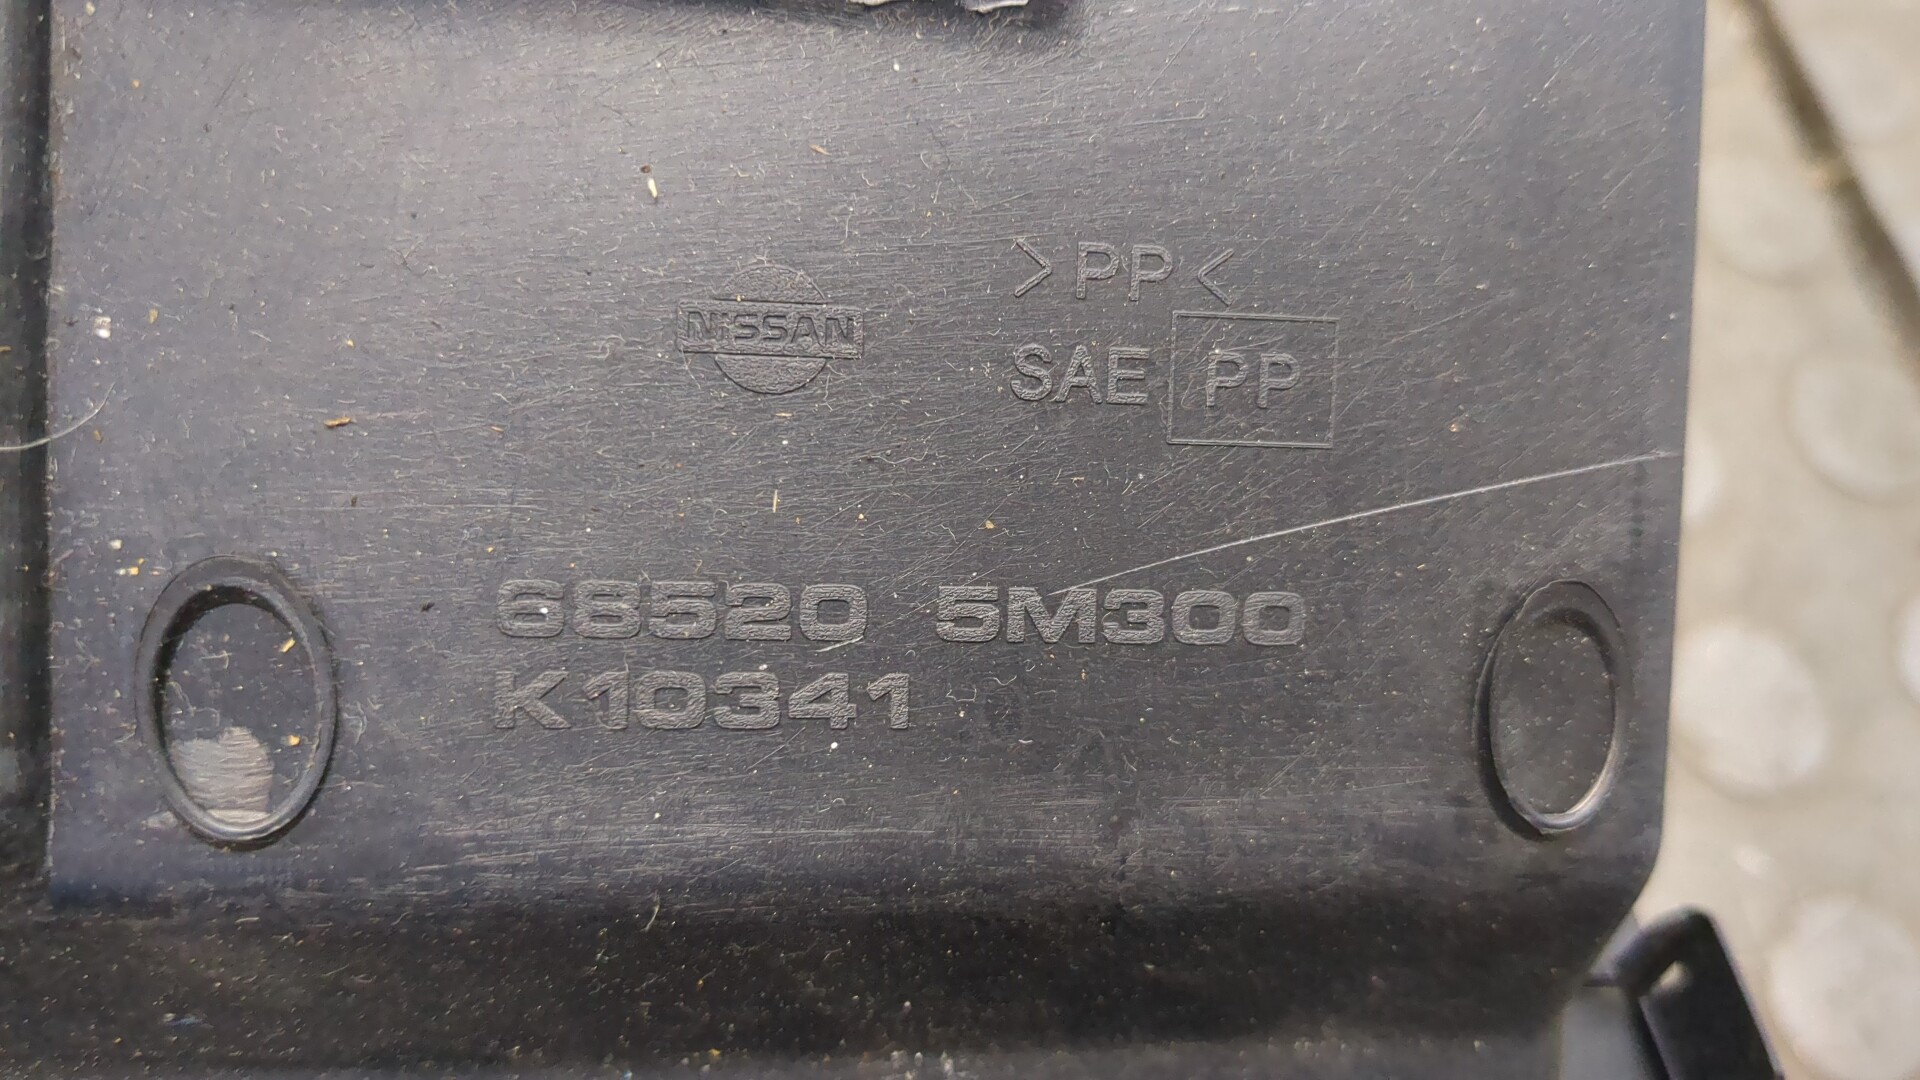 NISSAN
>PP<
SAE PP
68520 5M300
K10341